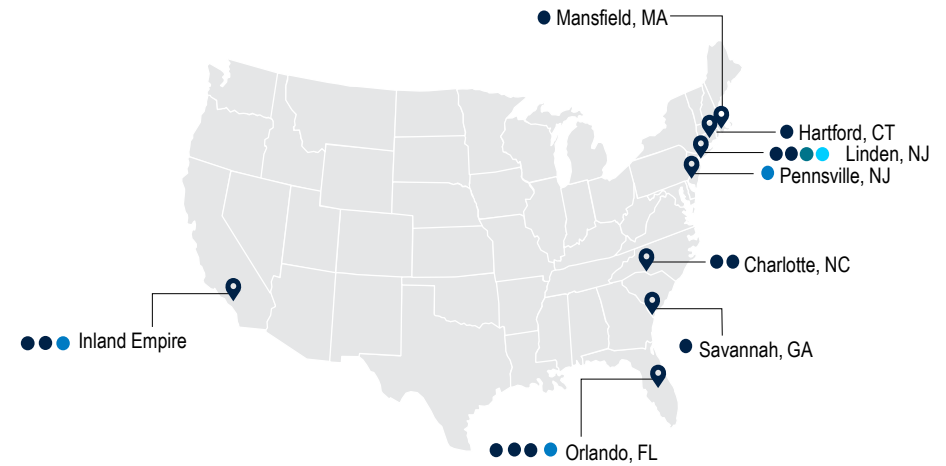 Mansfield, MA
Hartford, CT
Linden, NJ
Pennsville, NJ
Charlotte, NC
Inland Empire
Savannah, GA
Orlando, FL